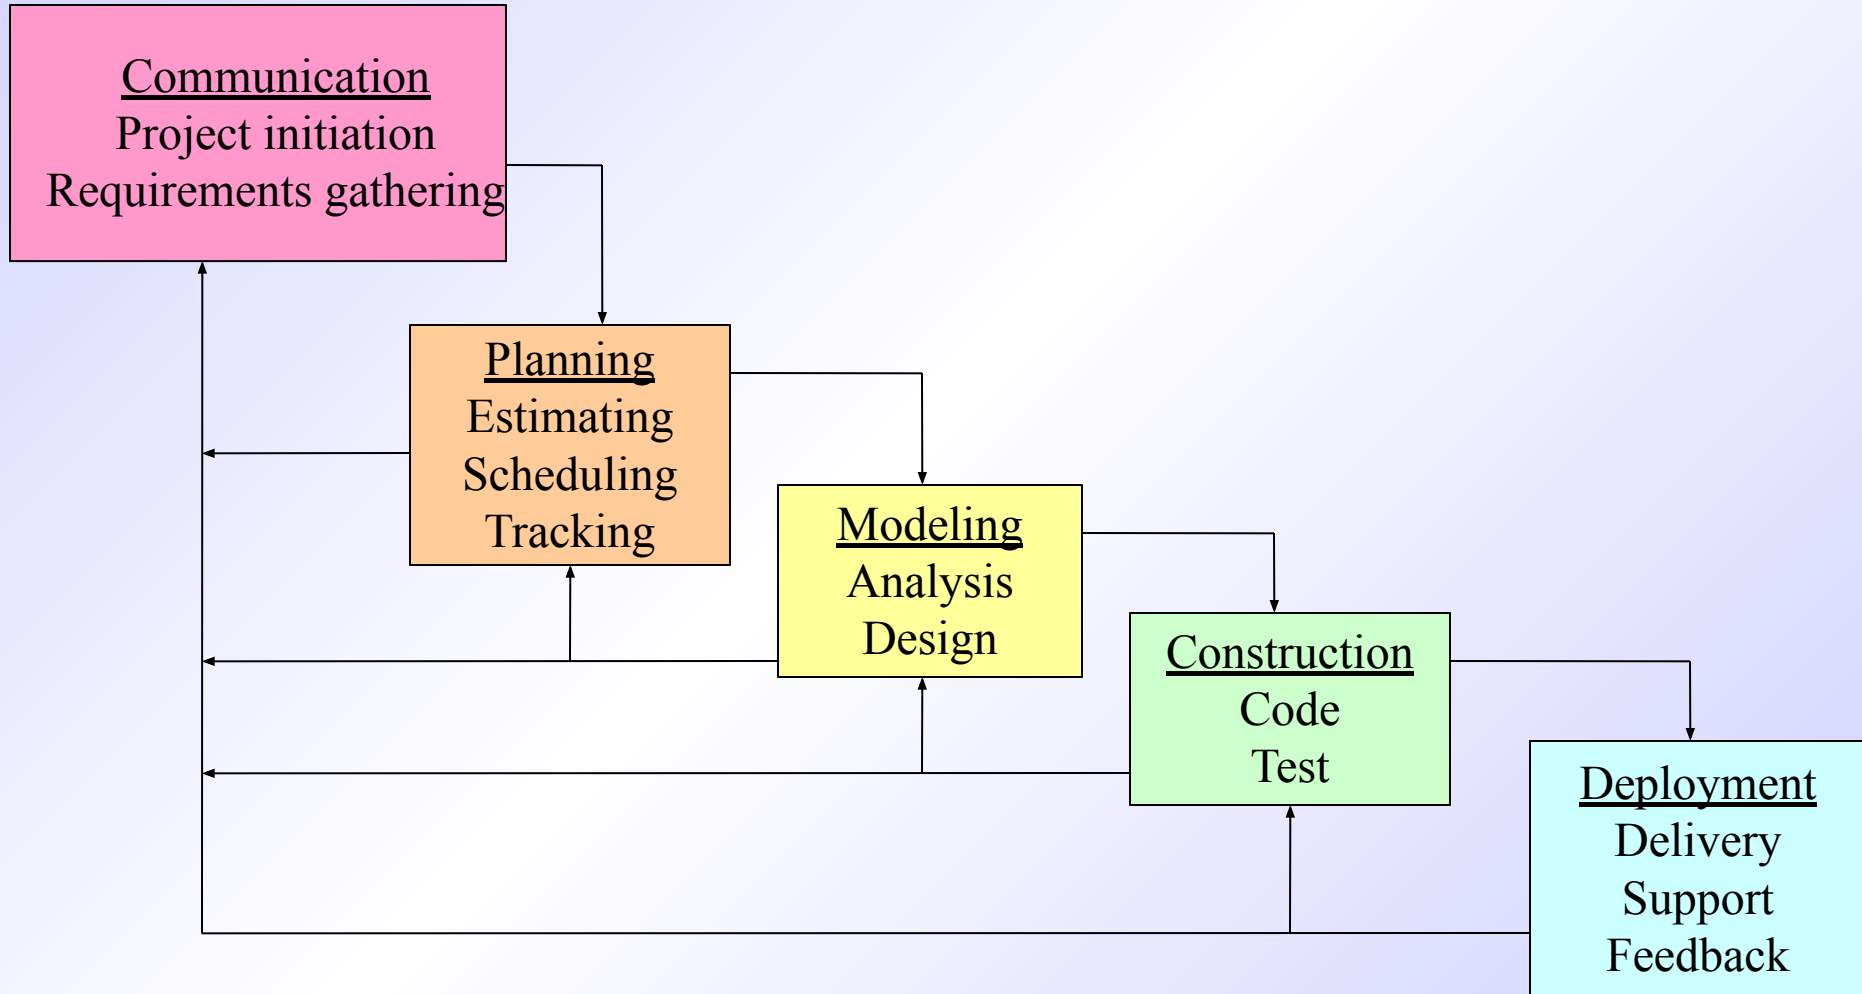 Communication
Project initiation
Requirements gathering
Planning
Estimating
Scheduling
Tracking
Modeling
Analysis
Design
Construction
Code
Test
Deployment
Delivery
Support
Feedback